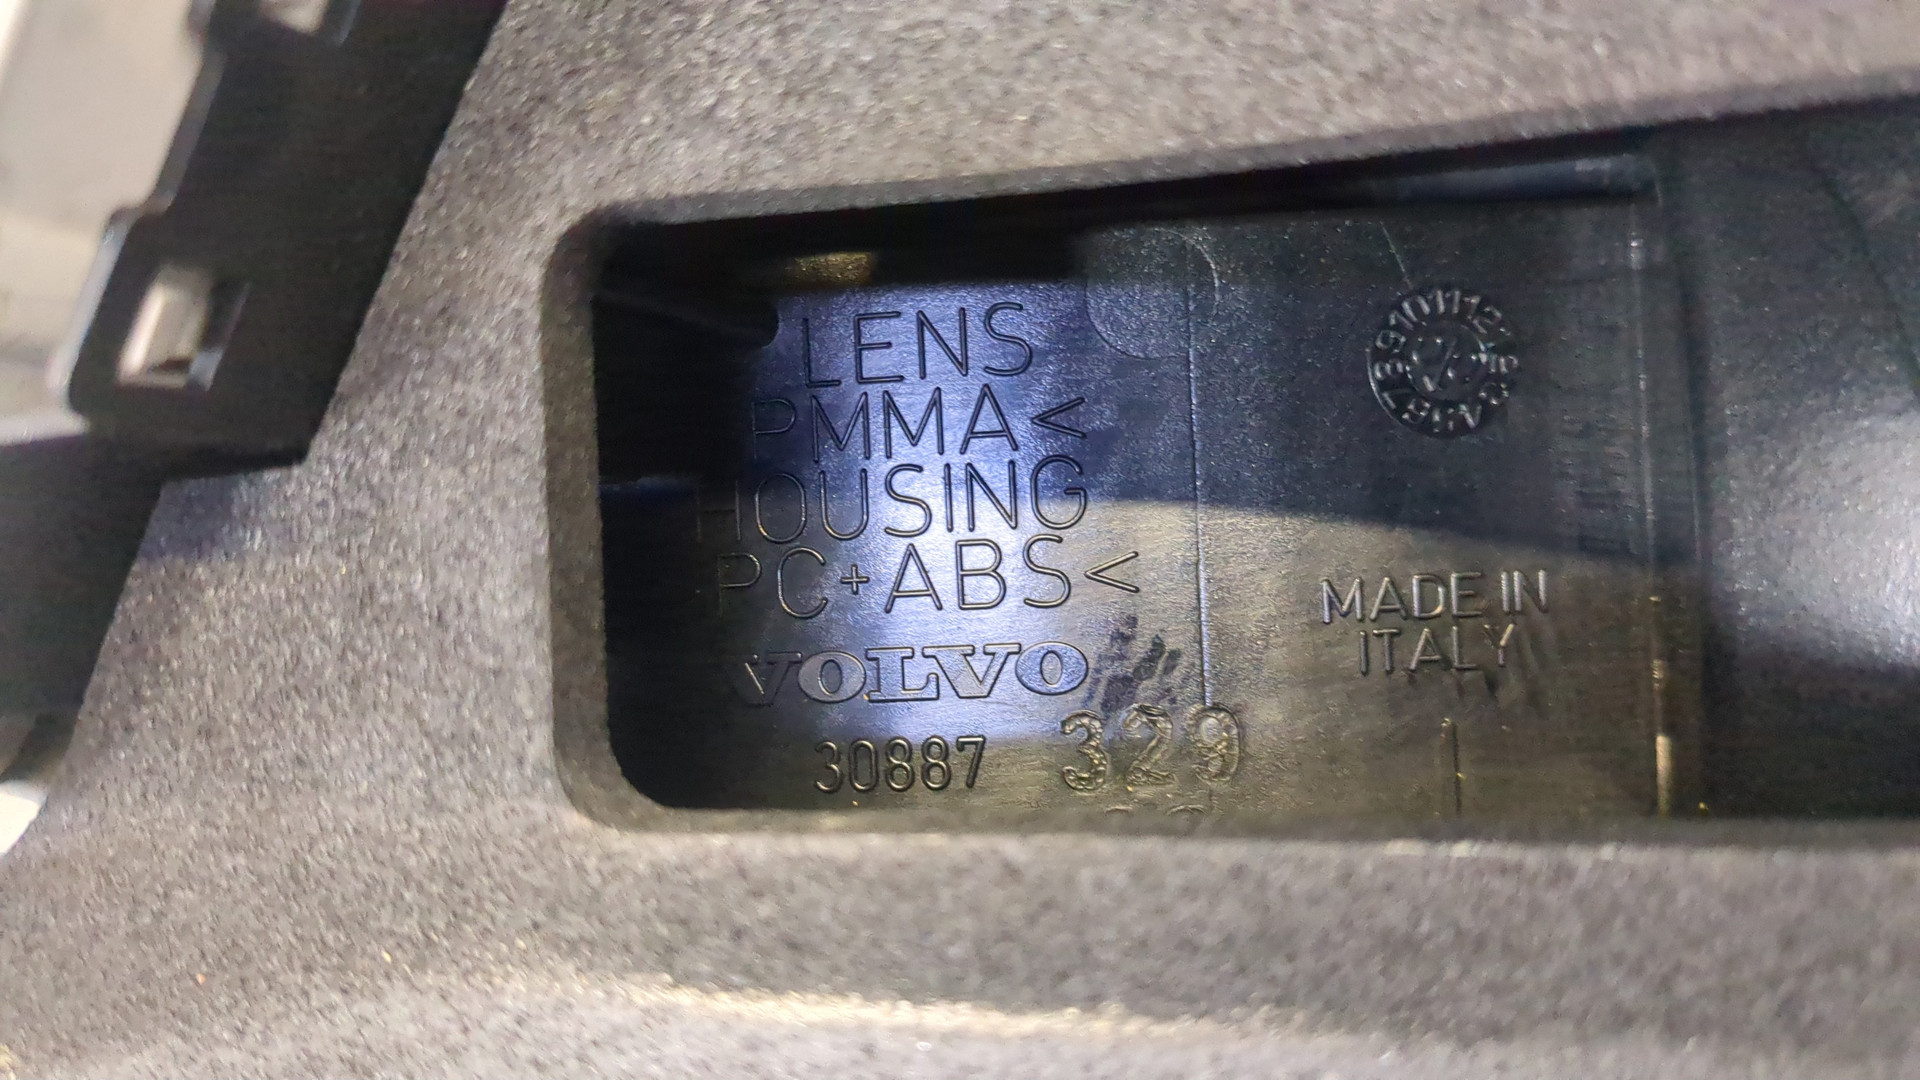 LENS
PMMA<
HOUSING
PC+ABS<
VOLVO
30887 329
MADE IN
ITALY